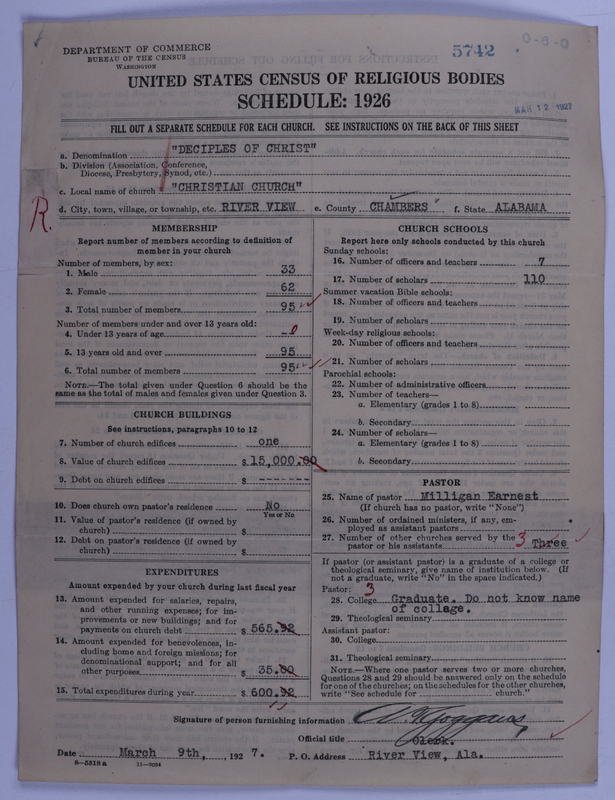 DEPARTMENT OF COMMERCE
BUREAU OF THE CENSUS
WASHINGTON
5742
0-6-0
UNITED STATES CENSUS OF RELIGIOUS BODIES
SCHEDULE: 1926
MAR 12 1927
FILL OUT A SEPARATE SCHEDULE FOR EACH CHURCH. SEE INSTRUCTIONS ON THE BACK OF THIS SHEET
a. Denomination "DECIPLES OF CHRIST"
b. Division (Association, Conference,
Diocese, Presbytery, Synod, etc.)
c. Local name of church "CHRISTIAN CHURCH"
R.
d. City, town, village, or township, etc. RIVER VIEW e. County CHAMBERS f. State ALABAMA
MEMBERSHIP
Report number of members according to definition of
member in your church
Number of members, by sex:
1. Male 33
2. Female 62
3. Total number of members 95
Number of members under and over 13 years old:
4. Under 13 years of age -0
5. 13 years old and over 95
6. Total number of members 95
NOTE.—The total given under Question 6 should be the
same as the total of males and females given under Question 3.
CHURCH BUILDINGS
See instructions, paragraphs 10 to 12
7. Number of church edifices one
8. Value of church edifices $15,000.00
9. Debt on church edifices $ -------
10. Does church own pastor's residence No
Yes or No
11. Value of pastor's residence (if owned by
church) $
12. Debt on pastor's residence (if owned by
church) $
EXPENDITURES
Amount expended by your church during last fiscal year
13. Amount expended for salaries, repairs,
and other running expenses; for im-
provements or new buildings; and for
payments on church debt $ 565.92
14. Amount expended for benevolences, in-
cluding home and foreign missions; for
denominational support; and for all
other purposes $ 35.00
15. Total expenditures during year $600.92
CHURCH SCHOOLS
Report here only schools conducted by this church
Sunday schools:
16. Number of officers and teachers 7
17. Number of scholars 110
Summer vacation Bible schools:
18. Number of officers and teachers
19. Number of scholars
Week-day religious schools:
20. Number of officers and teachers
21. Number of scholars
Parochial schools:
22. Number of administrative officers
23. Number of teachers—
a. Elementary (grades 1 to 8)
b. Secondary
24. Number of scholars—
a. Elementary (grades 1 to 8)
b. Secondary
PASTOR
25. Name of pastor Milligan Earnest
(If church has no pastor, write "None")
26. Number of ordained ministers, if any, em-
ployed as assistant pastors
27. Number of other churches served by the
pastor or his assistants 3 Three
If pastor (or assistant pastor) is a graduate of a college or
theological seminary, give name of institution below. (If
not a graduate, write "No" in the space indicated.)
Pastor: 3
28. College Graduate. Do not know name
of collage.
29. Theological seminary
Assistant pastor:
30. College
31. Theological seminary
NOTE.—Where one pastor serves two or more churches,
Questions 28 and 29 should be answered only on the schedule
for one of the churches; on the schedules for the other churches,
write "See schedule for church."
Signature of person furnishing information
Official title Clerk.
Date March 9th, , 1927. P. O. Address River View, Ala.
8—5818a 11—9054